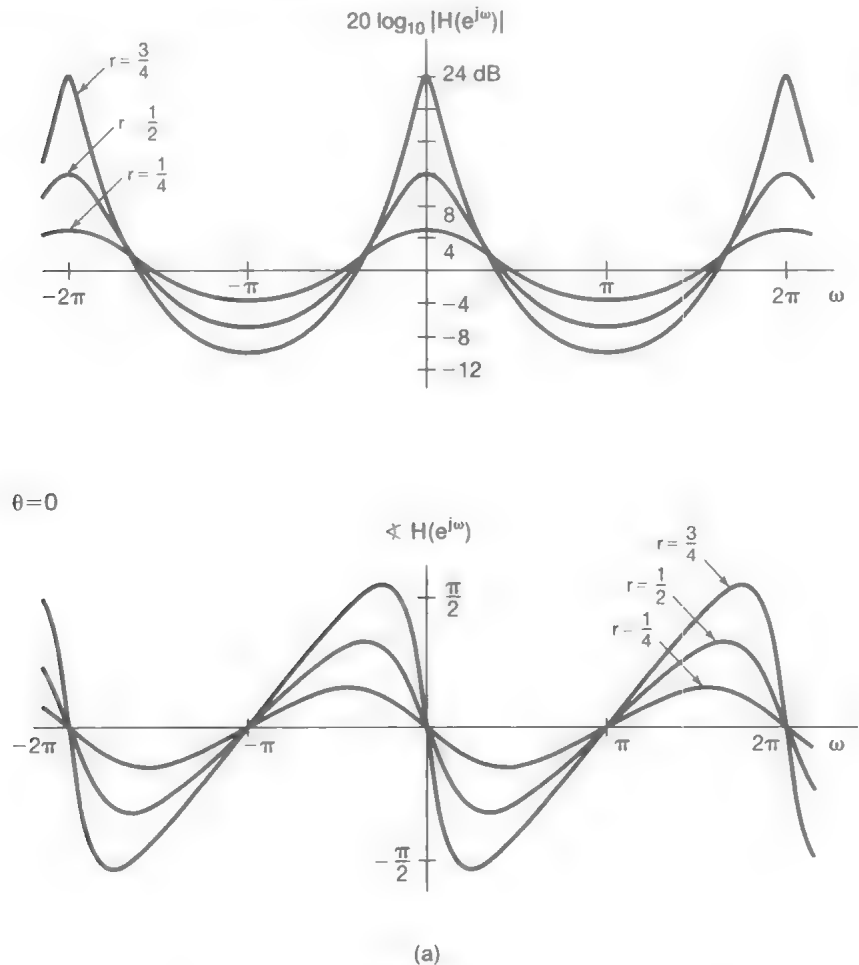 20 log₁₀ |H(e^{jω})|
r = 3/4
24 dB
r 1/2
r = 1/4
8
4
−2π
−π
π
2π
ω
−4
−8
−12
θ=0
∢ H(e^{jω})
r = 3/4
π/2
r = 1/2
r − 1/4
−2π
−π
π
2π
ω
−π/2
(a)